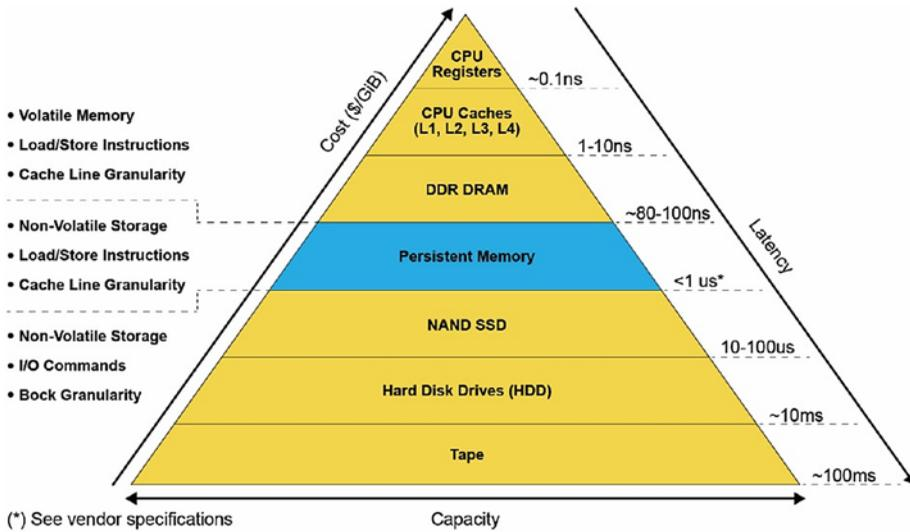 CPU
Registers
~0.1ns
Cost ($/GiB)
• Volatile Memory
• Load/Store Instructions
• Cache Line Granularity
CPU Caches
(L1, L2, L3, L4)
1-10ns
DDR DRAM
~80-100ns
Latency
• Non-Volatile Storage
• Load/Store Instructions
• Cache Line Granularity
Persistent Memory
<1 us*
• Non-Volatile Storage
• I/O Commands
• Bock Granularity
NAND SSD
10-100us
Hard Disk Drives (HDD)
~10ms
Tape
~100ms
(*) See vendor specifications
Capacity